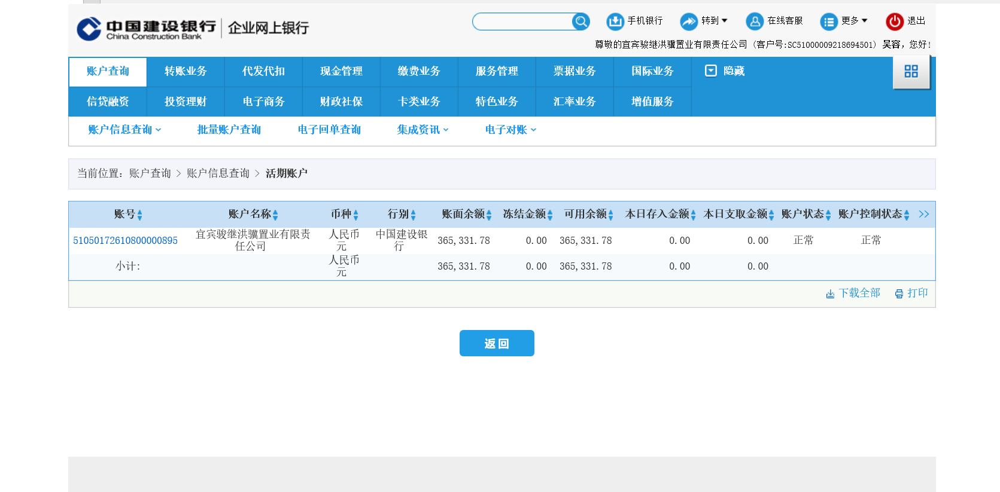 中国建设银行 企业网上银行
China Construction Bank
手机银行 转到 在线客服 更多 退出
尊敬的宜宾骏继洪骥置业有限责任公司（客户号:SC51000009218694501）吴容，您好!
账户查询 转账业务 代发代扣 现金管理 缴费业务 服务管理 票据业务 国际业务 隐藏
信贷融资 投资理财 电子商务 财政社保 卡类业务 特色业务 汇率业务 增值服务
账户信息查询 批量账户查询 电子回单查询 集成资讯 电子对账
当前位置：账户查询 > 账户信息查询 > 活期账户
账号 账户名称 币种 行别 账面余额 冻结金额 可用余额 本日存入金额 本日支取金额 账户状态 账户控制状态 >>
51050172610800000895 宜宾骏继洪骥置业有限责任公司 人民币元 中国建设银行 365,331.78 0.00 365,331.78 0.00 0.00 正常 正常
小计： 人民币元 365,331.78 0.00 365,331.78 0.00 0.00
下载全部 打印
返回